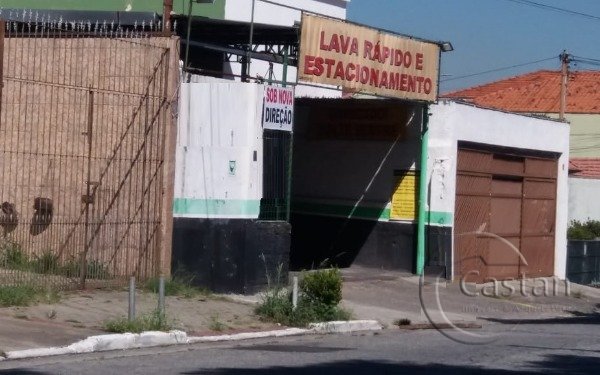 LAVA RÁPIDO E
ESTACIONAMENTO
SOB NOVA
DIREÇÃO
Castan